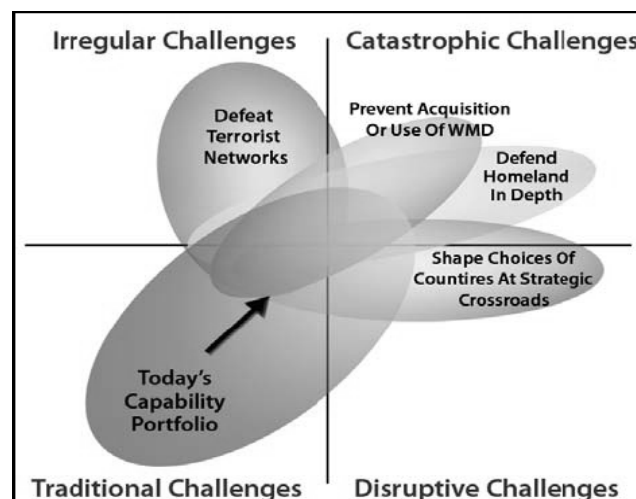 Irregular Challenges
Catastrophic Challenges
Defeat
Terrorist
Networks
Prevent Acquisition
Or Use Of WMD
Defend
Homeland
In Depth
Shape Choices Of
Countires At Strategic
Crossroads
Today's
Capability
Portfolio
Traditional Challenges
Disruptive Challenges